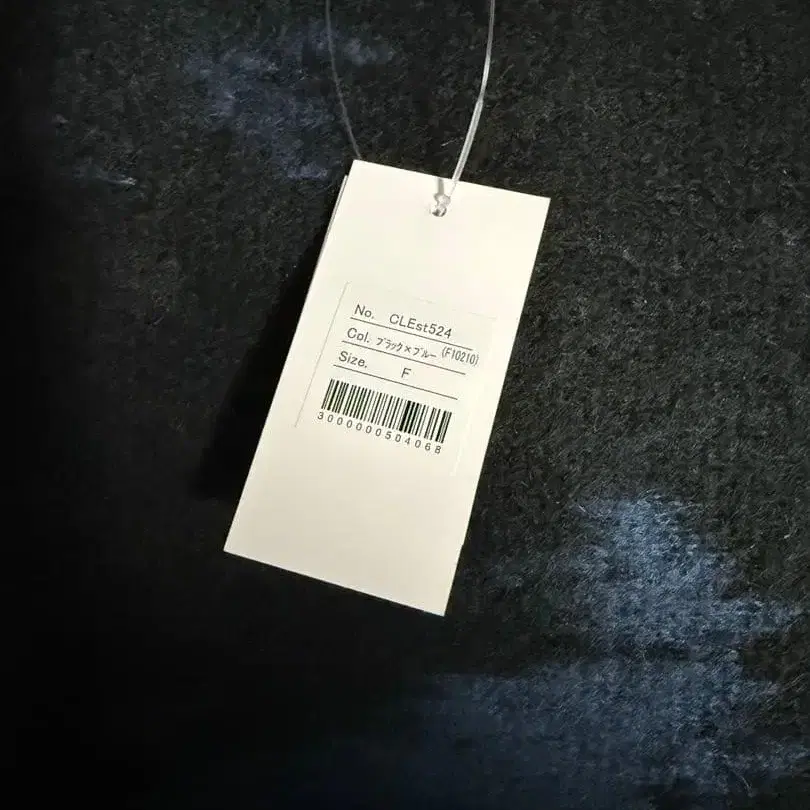 No. CLEst524
Col. ﾌﾞﾗｯｸ×ﾌﾞﾙｰ (F10210)
Size. F
3000000504068